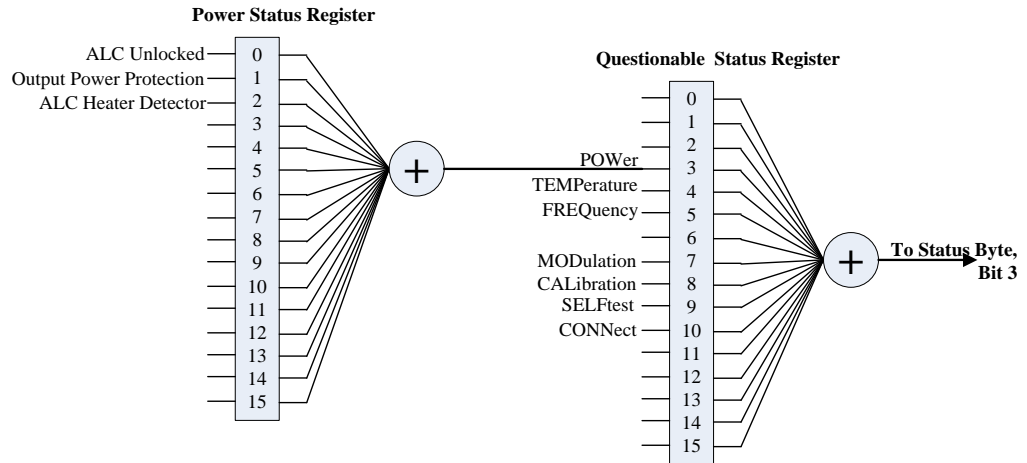 Power Status Register
ALC Unlocked
Output Power Protection
ALC Heater Detector
0
1
2
3
4
5
6
7
8
9
10
11
12
13
14
15
+
Questionable Status Register
POWer
TEMPerature
FREQuency
MODulation
CALibration
SELFtest
CONNect
0
1
2
3
4
5
6
7
8
9
10
11
12
13
14
15
+
To Status Byte,
Bit 3